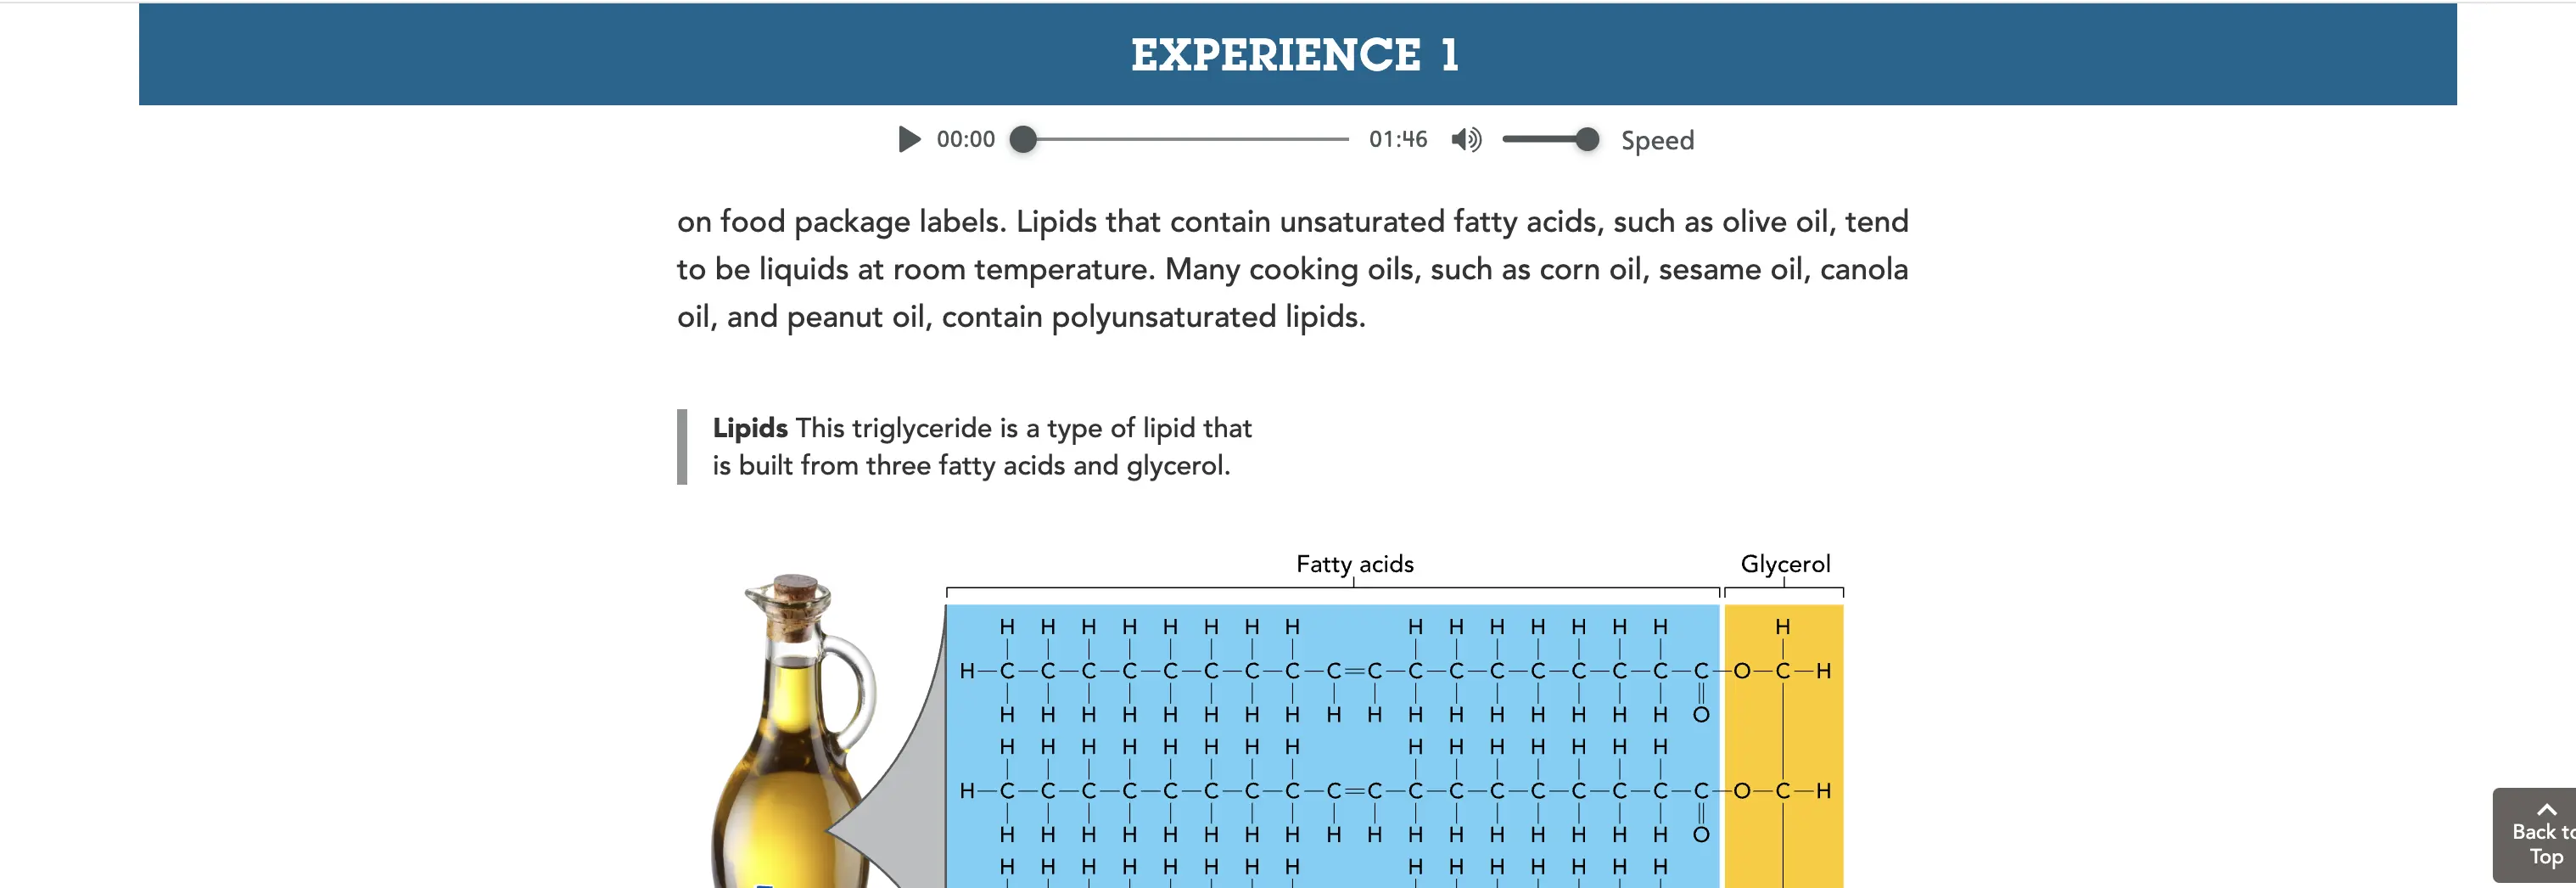 EXPERIENCE 1
00:00 01:46 Speed
on food package labels. Lipids that contain unsaturated fatty acids, such as olive oil, tend
to be liquids at room temperature. Many cooking oils, such as corn oil, sesame oil, canola
oil, and peanut oil, contain polyunsaturated lipids.
Lipids This triglyceride is a type of lipid that
is built from three fatty acids and glycerol.
Fatty acids Glycerol
H H H H H H H H H H H H H H H H
H—C—C—C—C—C—C—C—C—C=C—C—C—C—C—C—C—C—C—O—C—H
H H H H H H H H H H H H H H H H H O
H H H H H H H H H H H H H H H
H—C—C—C—C—C—C—C—C—C=C—C—C—C—C—C—C—C—C—O—C—H
H H H H H H H H H H H H H H H H H O
H H H H H H H H H H H H H H H
Back to
Top